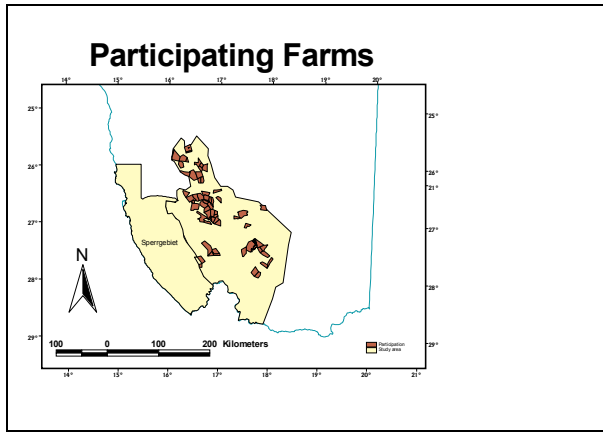 Participating Farms
14° 15° 16° 17° 18° 19° 20°
25° 25°
26° 26°
21°
27° 27°
Sperrgebiet
N
28° 28°
29° 29°
100 0 100 200 Kilometers
Participation
Study area
14° 15° 16° 17° 18° 19° 20° 21°